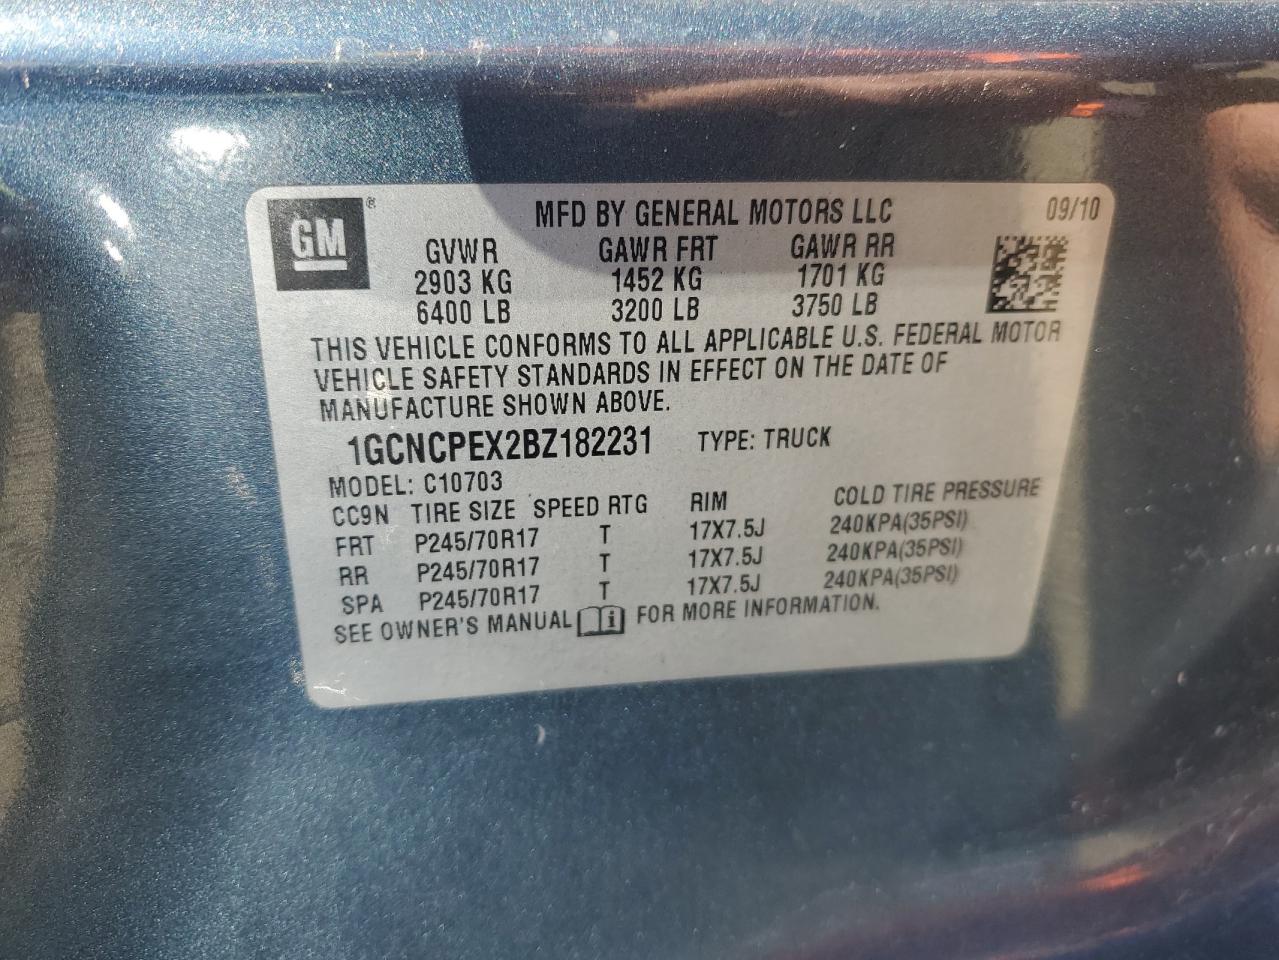 GM ® MFD BY GENERAL MOTORS LLC 09/10
GVWR GAWR FRT GAWR RR
2903 KG 1452 KG 1701 KG
6400 LB 3200 LB 3750 LB
THIS VEHICLE CONFORMS TO ALL APPLICABLE U.S. FEDERAL MOTOR
VEHICLE SAFETY STANDARDS IN EFFECT ON THE DATE OF
MANUFACTURE SHOWN ABOVE.
1GCNCPEX2BZ182231 TYPE: TRUCK
MODEL: C10703
CC9N TIRE SIZE SPEED RTG RIM COLD TIRE PRESSURE
FRT P245/70R17 T 17X7.5J 240KPA(35PSI)
RR P245/70R17 T 17X7.5J 240KPA(35PSI)
SPA P245/70R17 T 17X7.5J 240KPA(35PSI)
SEE OWNER'S MANUAL i FOR MORE INFORMATION.